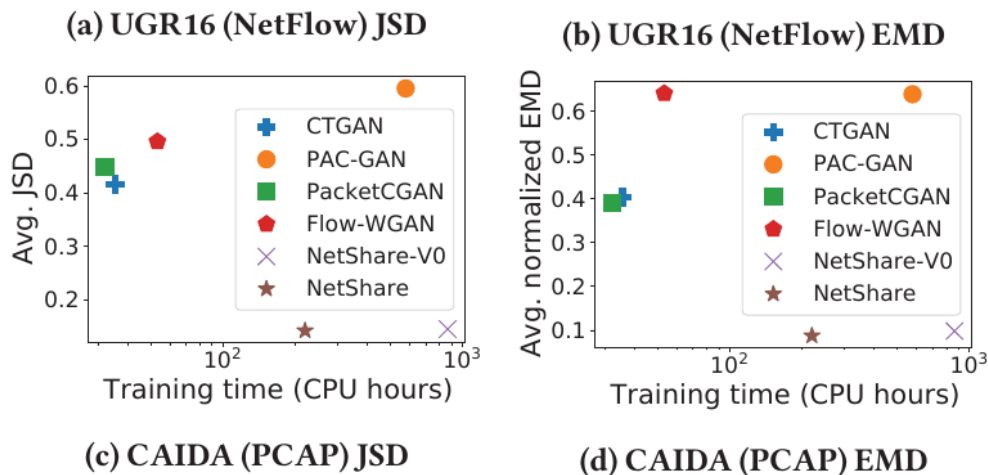 (a) UGR16 (NetFlow) JSD
(b) UGR16 (NetFlow) EMD
Avg. JSD
0.6
0.5
0.4
0.3
0.2
CTGAN
PAC-GAN
PacketCGAN
Flow-WGAN
NetShare-V0
NetShare
10²
10³
Training time (CPU hours)
Avg. normalized EMD
0.6
0.5
0.4
0.3
0.2
0.1
CTGAN
PAC-GAN
PacketCGAN
Flow-WGAN
NetShare-V0
NetShare
10²
10³
Training time (CPU hours)
(c) CAIDA (PCAP) JSD
(d) CAIDA (PCAP) EMD